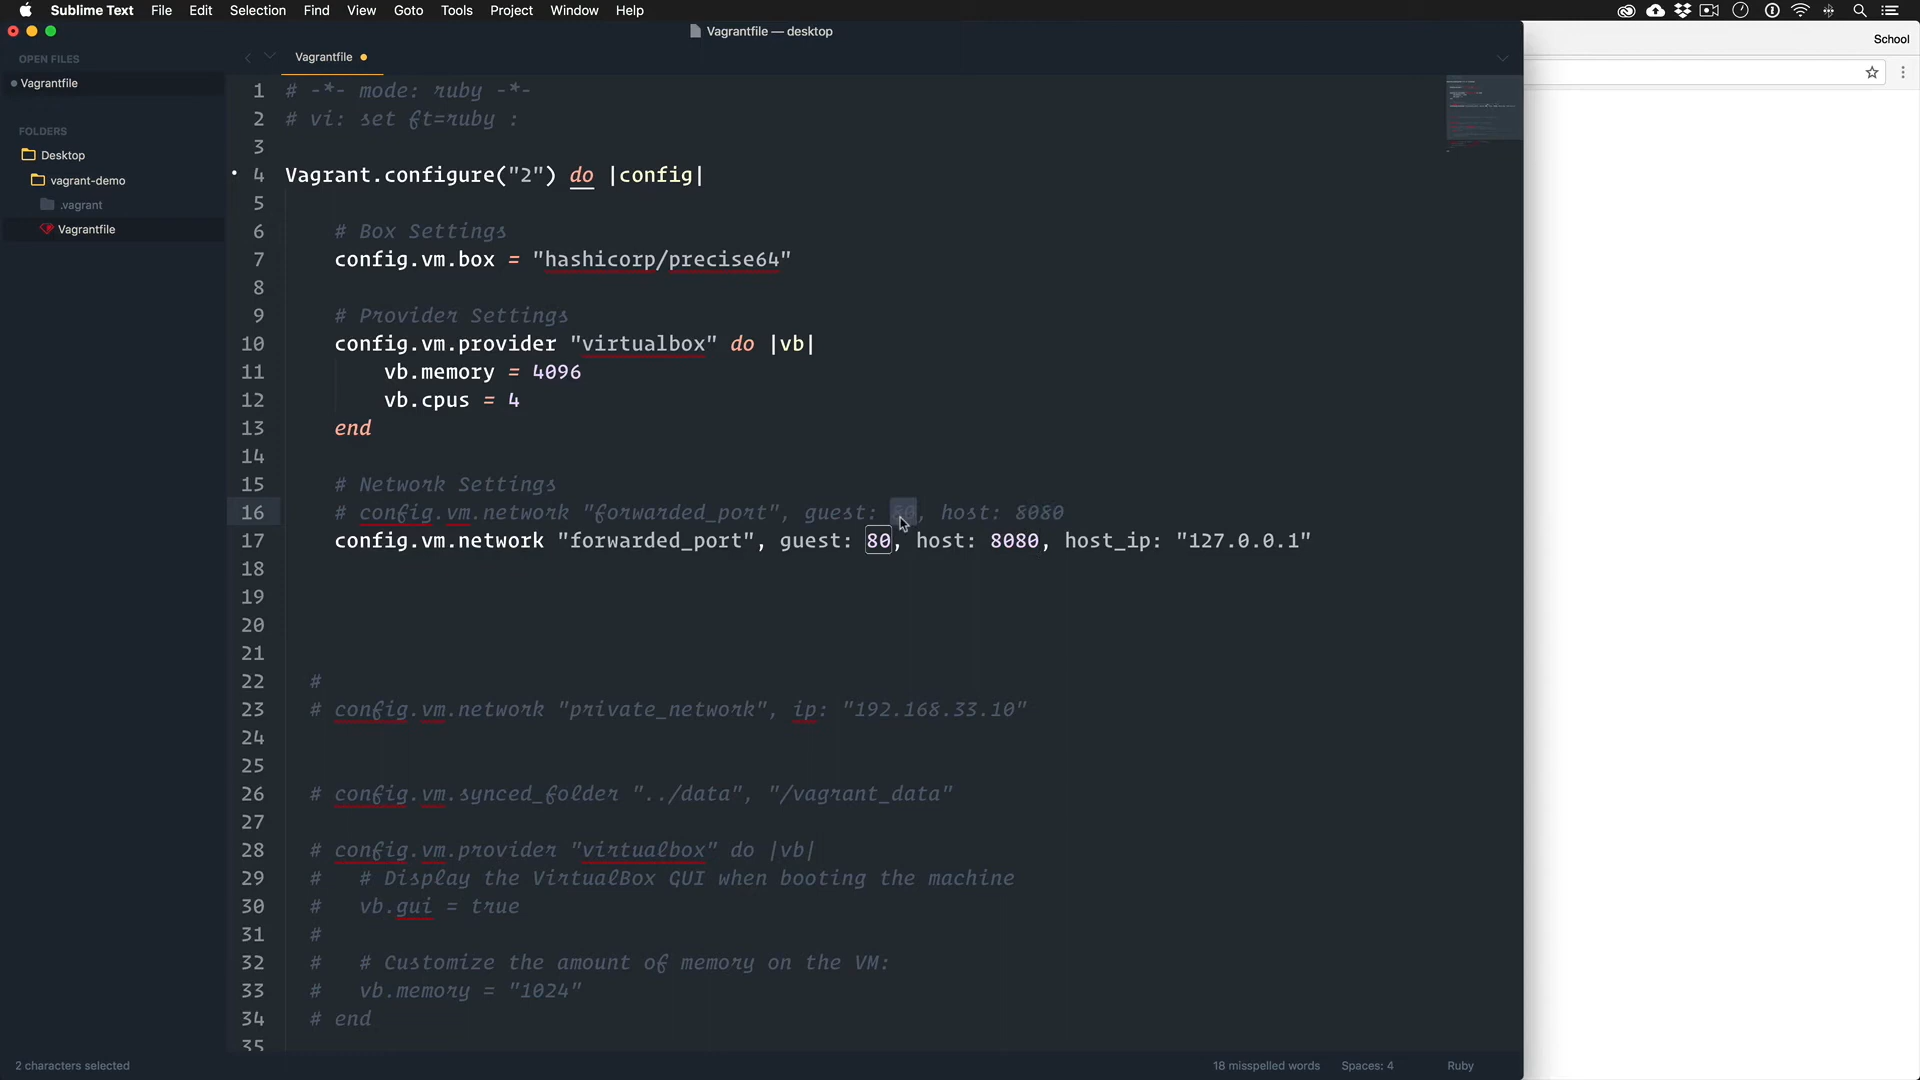 Sublime Text File Edit Selection Find View Goto Tools Project Window Help
Vagrantfile — desktop
School
OPEN FILES
Vagrantfile
FOLDERS
Desktop
vagrant-demo
.vagrant
Vagrantfile
Vagrantfile
1 # -*- mode: ruby -*-
2 # vi: set ft=ruby :
3
4 Vagrant.configure("2") do |config|
5
6 # Box Settings
7 config.vm.box = "hashicorp/precise64"
8
9 # Provider Settings
10 config.vm.provider "virtualbox" do |vb|
11 vb.memory = 4096
12 vb.cpus = 4
13 end
14
15 # Network Settings
16 # config.vm.network "forwarded_port", guest: 80, host: 8080
17 config.vm.network "forwarded_port", guest: 80, host: 8080, host_ip: "127.0.0.1"
18
19
20
21
22 #
23 # config.vm.network "private_network", ip: "192.168.33.10"
24
25
26 # config.vm.synced_folder "../data", "/vagrant_data"
27
28 # config.vm.provider "virtualbox" do |vb|
29 # # Display the VirtualBox GUI when booting the machine
30 # vb.gui = true
31 #
32 # # Customize the amount of memory on the VM:
33 # vb.memory = "1024"
34 # end
35
2 characters selected
18 misspelled words Spaces: 4 Ruby